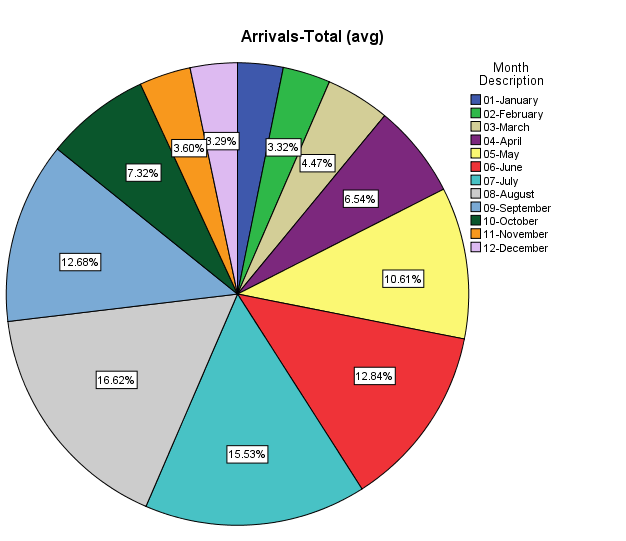 Arrivals-Total (avg)
Month
Description
01-January
02-February
03-March
04-April
05-May
06-June
07-July
08-August
09-September
10-October
11-November
12-December
3.32%
4.47%
6.54%
10.61%
12.84%
15.53%
16.62%
12.68%
7.32%
3.60%
3.29%